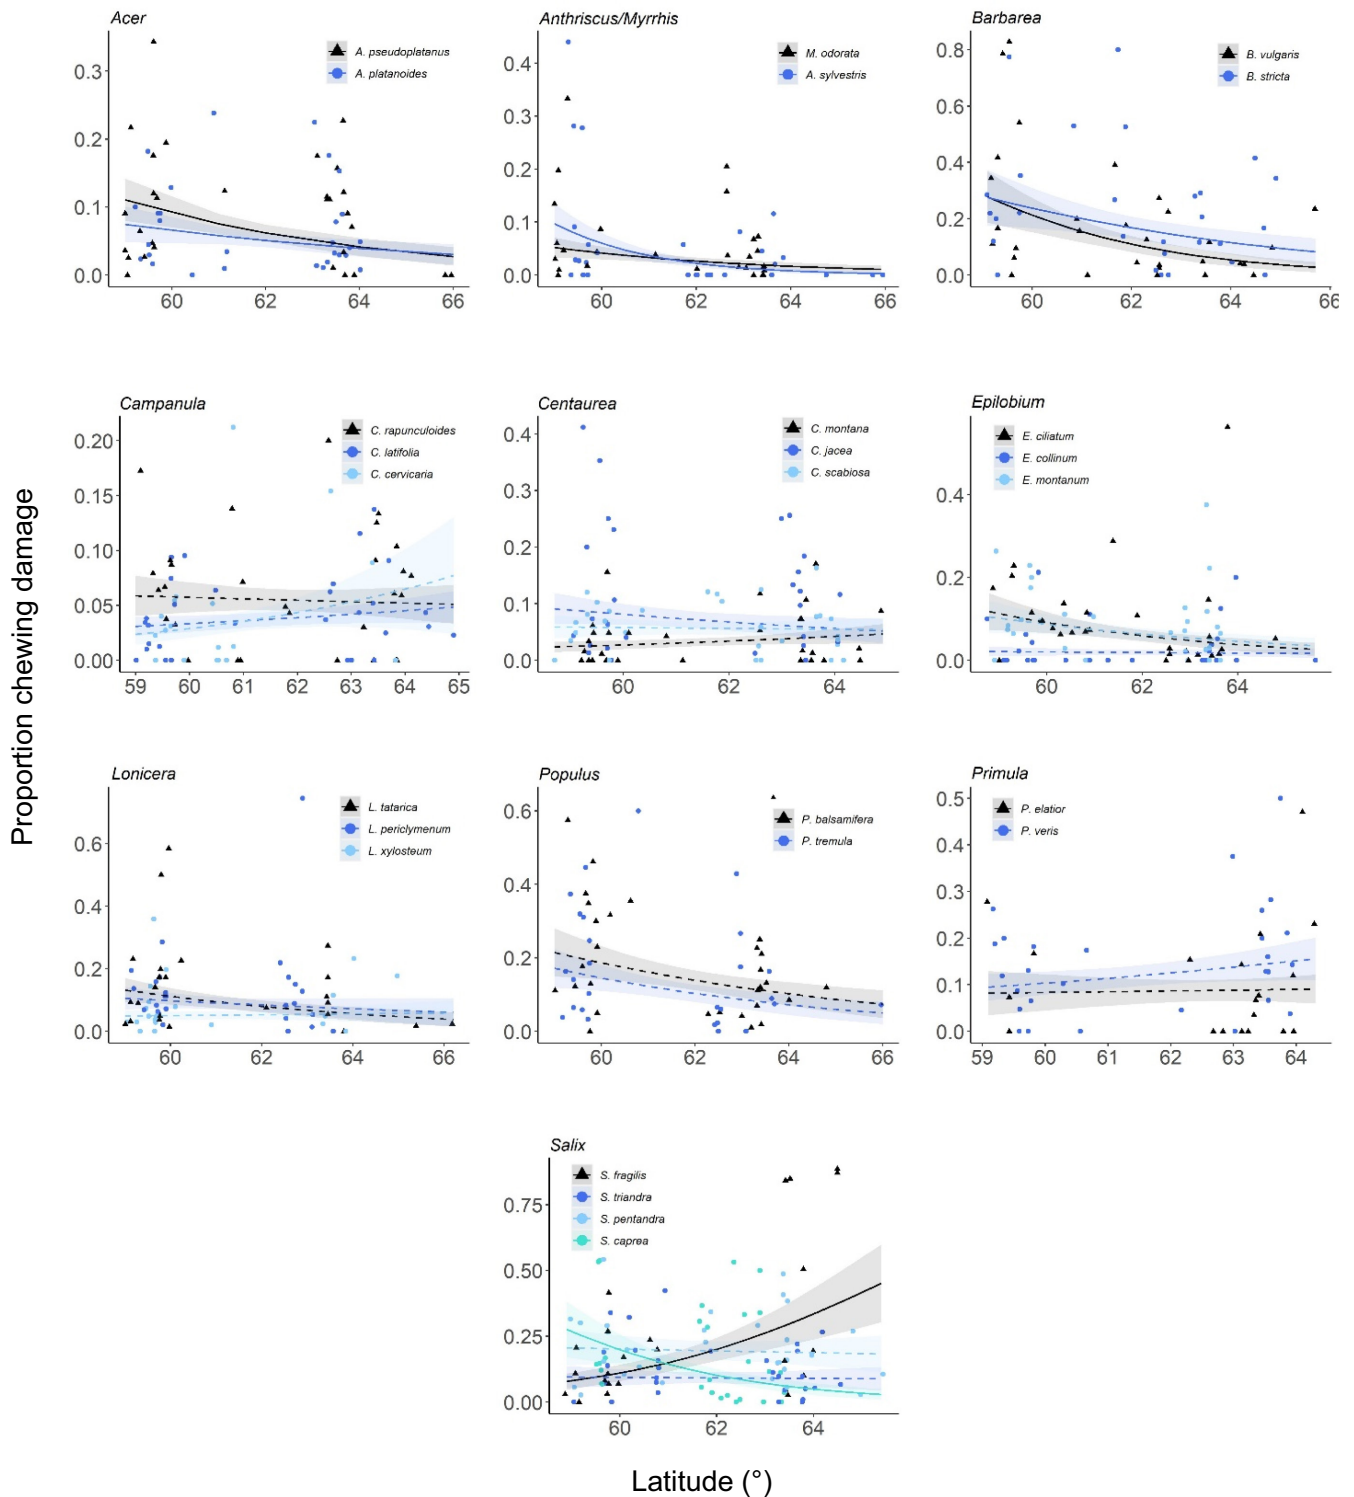 Acer
A. pseudoplatanus
A. platanoides
0.3
0.2
0.1
0.0
60
62
64
66
Anthriscus/Myrrhis
M. odorata
A. sylvestris
0.4
0.3
0.2
0.1
0.0
60
62
64
66
Barbarea
B. vulgaris
B. stricta
0.8
0.6
0.4
0.2
0.0
60
62
64
66
Proportion chewing damage
Campanula
C. rapunculoides
C. latifolia
C. cervicaria
0.20
0.15
0.10
0.05
0.00
59
60
61
62
63
64
65
Centaurea
C. montana
C. jacea
C. scabiosa
0.4
0.3
0.2
0.1
0.0
60
62
64
Epilobium
E. ciliatum
E. collinum
E. montanum
0.4
0.2
0.0
60
62
64
Lonicera
L. tatarica
L. periclymenum
L. xylosteum
0.6
0.4
0.2
0.0
60
62
64
66
Populus
P. balsamifera
P. tremula
0.6
0.4
0.2
0.0
60
62
64
66
Primula
P. elatior
P. veris
0.5
0.4
0.3
0.2
0.1
0.0
59
60
61
62
63
64
Salix
S. fragilis
S. triandra
S. pentandra
S. caprea
0.75
0.50
0.25
0.00
60
62
64
Latitude (°)